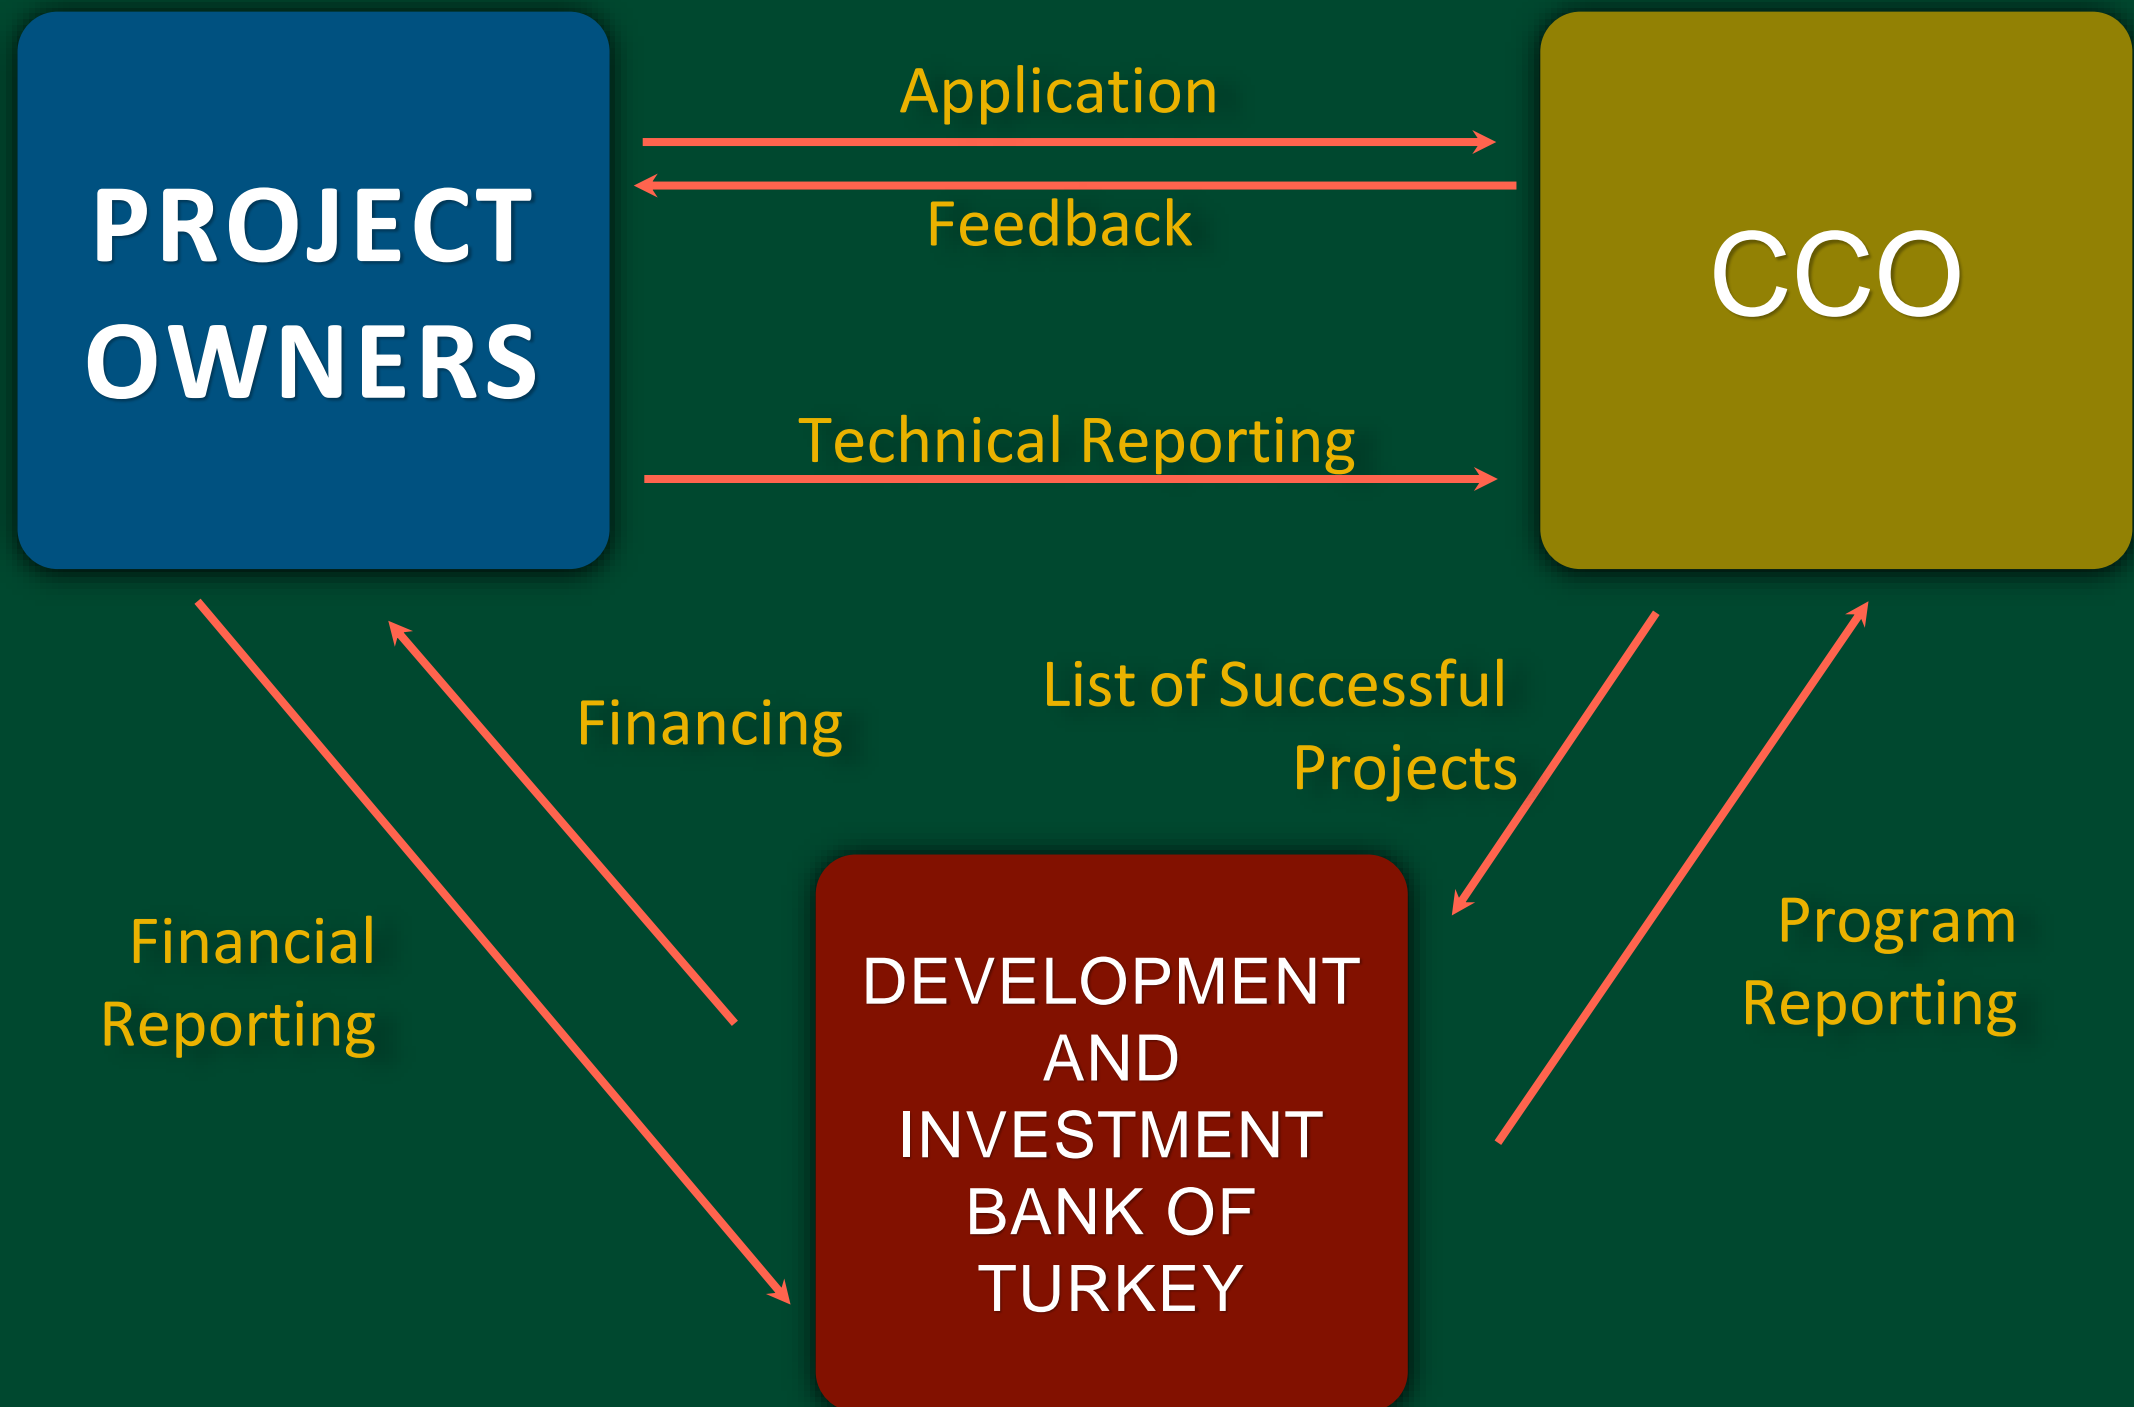 PROJECT
OWNERS
Application
Feedback
Technical Reporting
CCO
Financing
List of Successful
Projects
Financial
Reporting
Program
Reporting
DEVELOPMENT
AND
INVESTMENT
BANK OF
TURKEY